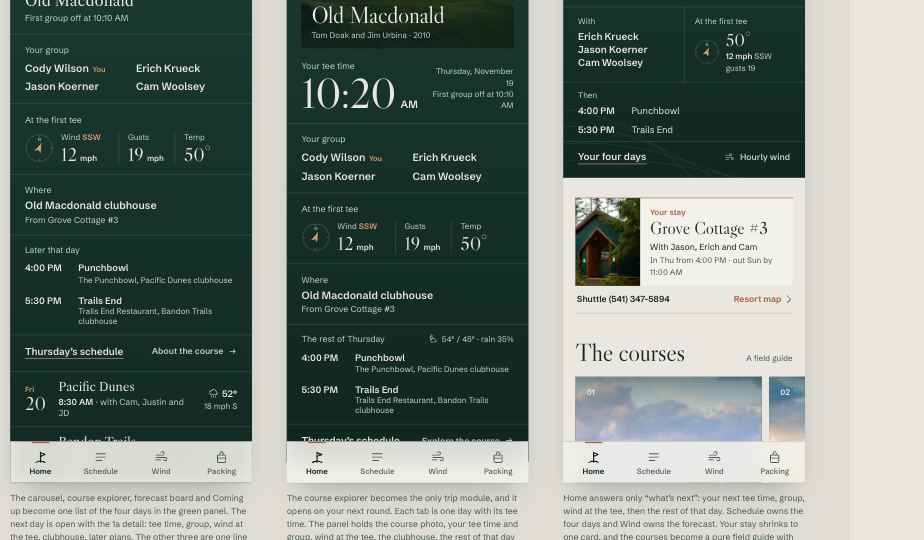 Old Macdonald
First group off at 10:10 AM
Your group
Cody Wilson You Erich Krueck
Jason Koerner Cam Woolsey
At the first tee
Wind SSW Gusts Temp
12 mph 19 mph 50°
Where
Old Macdonald clubhouse
From Grove Cottage #3
Later that day
4:00 PM Punchbowl
The Punchbowl, Pacific Dunes clubhouse
5:30 PM Trails End
Trails End Restaurant, Bandon Trails
clubhouse
Thursday's schedule About the course →
Fri Pacific Dunes
20 8:30 AM · with Cam, Justin and
JD
52°
18 mph S
Bandon Trails
Home Schedule Wind Packing
The carousel, course explorer, forecast board and Coming
up become one list of the four days in the green panel. The
next day is open with the 1a detail: tee time, group, wind at
the tee, clubhouse, later plans. The other three are one line
Old Macdonald
Tom Doak and Jim Urbina · 2010
Your tee time
10:20 AM
Thursday, November
19
First group off at 10:10
AM
Your group
Cody Wilson You Erich Krueck
Jason Koerner Cam Woolsey
At the first tee
Wind SSW Gusts Temp
12 mph 19 mph 50°
Where
Old Macdonald clubhouse
From Grove Cottage #3
The rest of Thursday 54° / 45° · rain 35%
4:00 PM Punchbowl
The Punchbowl, Pacific Dunes clubhouse
5:30 PM Trails End
Trails End Restaurant, Bandon Trails
clubhouse
Thursday's schedule Explore the course →
Home Schedule Wind Packing
The course explorer becomes the only trip module, and it
opens on your next round. Each tab is one day with its tee
time. The panel holds the course photo, your tee time and
group, wind at the tee, the clubhouse, the rest of that day
With
Erich Krueck
Jason Koerner
Cam Woolsey
At the first tee
50°
12 mph SSW
gusts 19
Then
4:00 PM Punchbowl
5:30 PM Trails End
Your four days Hourly wind
Your stay
Grove Cottage #3
With Jason, Erich and Cam
In Thu from 4:00 PM · out Sun by
11:00 AM
Shuttle (541) 347-5894 Resort map
The courses A field guide
01 02
Home Schedule Wind Packing
Home answers only “what's next”: your next tee time, group,
wind at the tee, then the rest of that day. Schedule owns the
four days and Wind owns the forecast. Your stay shrinks to
one card, and the courses become a pure field guide with